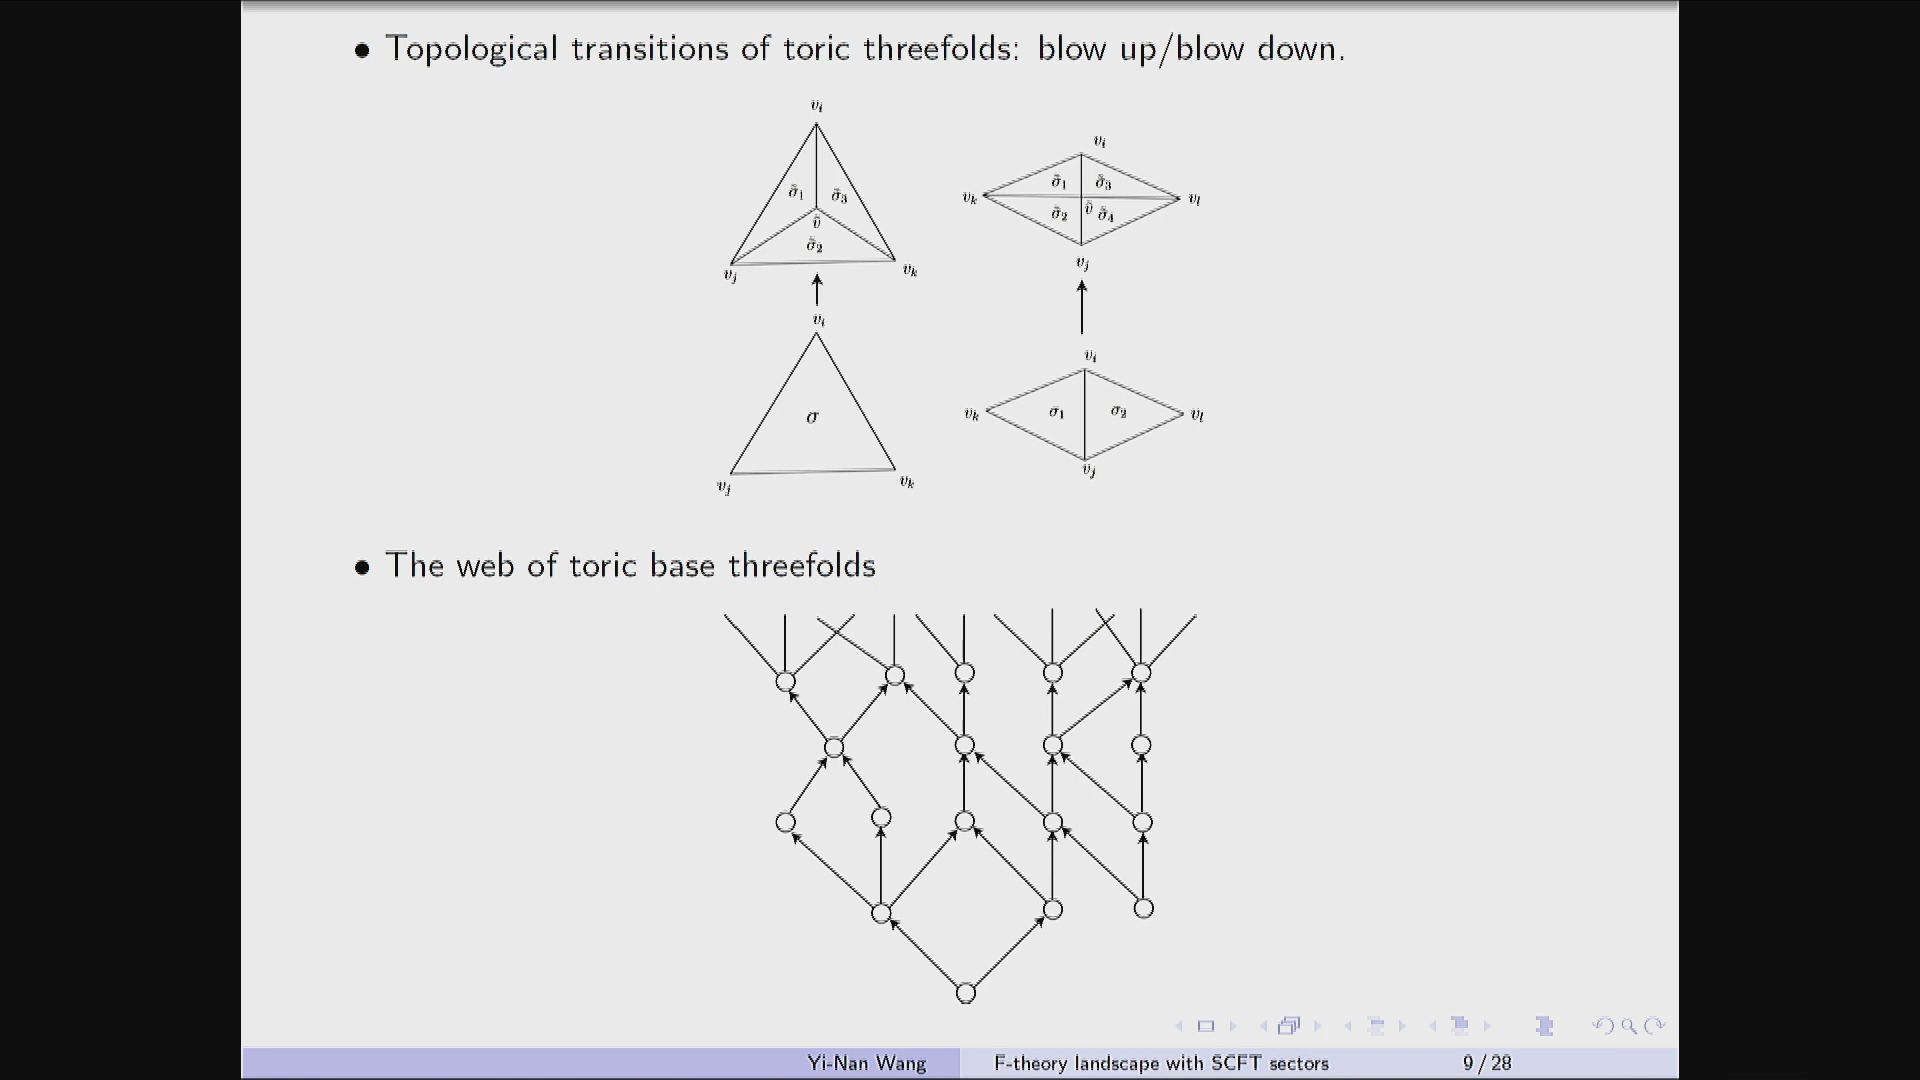 • Topological transitions of toric threefolds: blow up/blow down.
v_i
v_i
σ̃_1 σ̃_3
v_k σ̃_1 σ̃_3 v_l
ṽ
σ̃_2 ṽ σ̃_4
σ̃_2
v_j v_k
v_j
v_i
v_i
v_k σ_1 σ_2 v_l
σ
v_j
v_j v_k
• The web of toric base threefolds
Yi-Nan Wang F-theory landscape with SCFT sectors 9 / 28